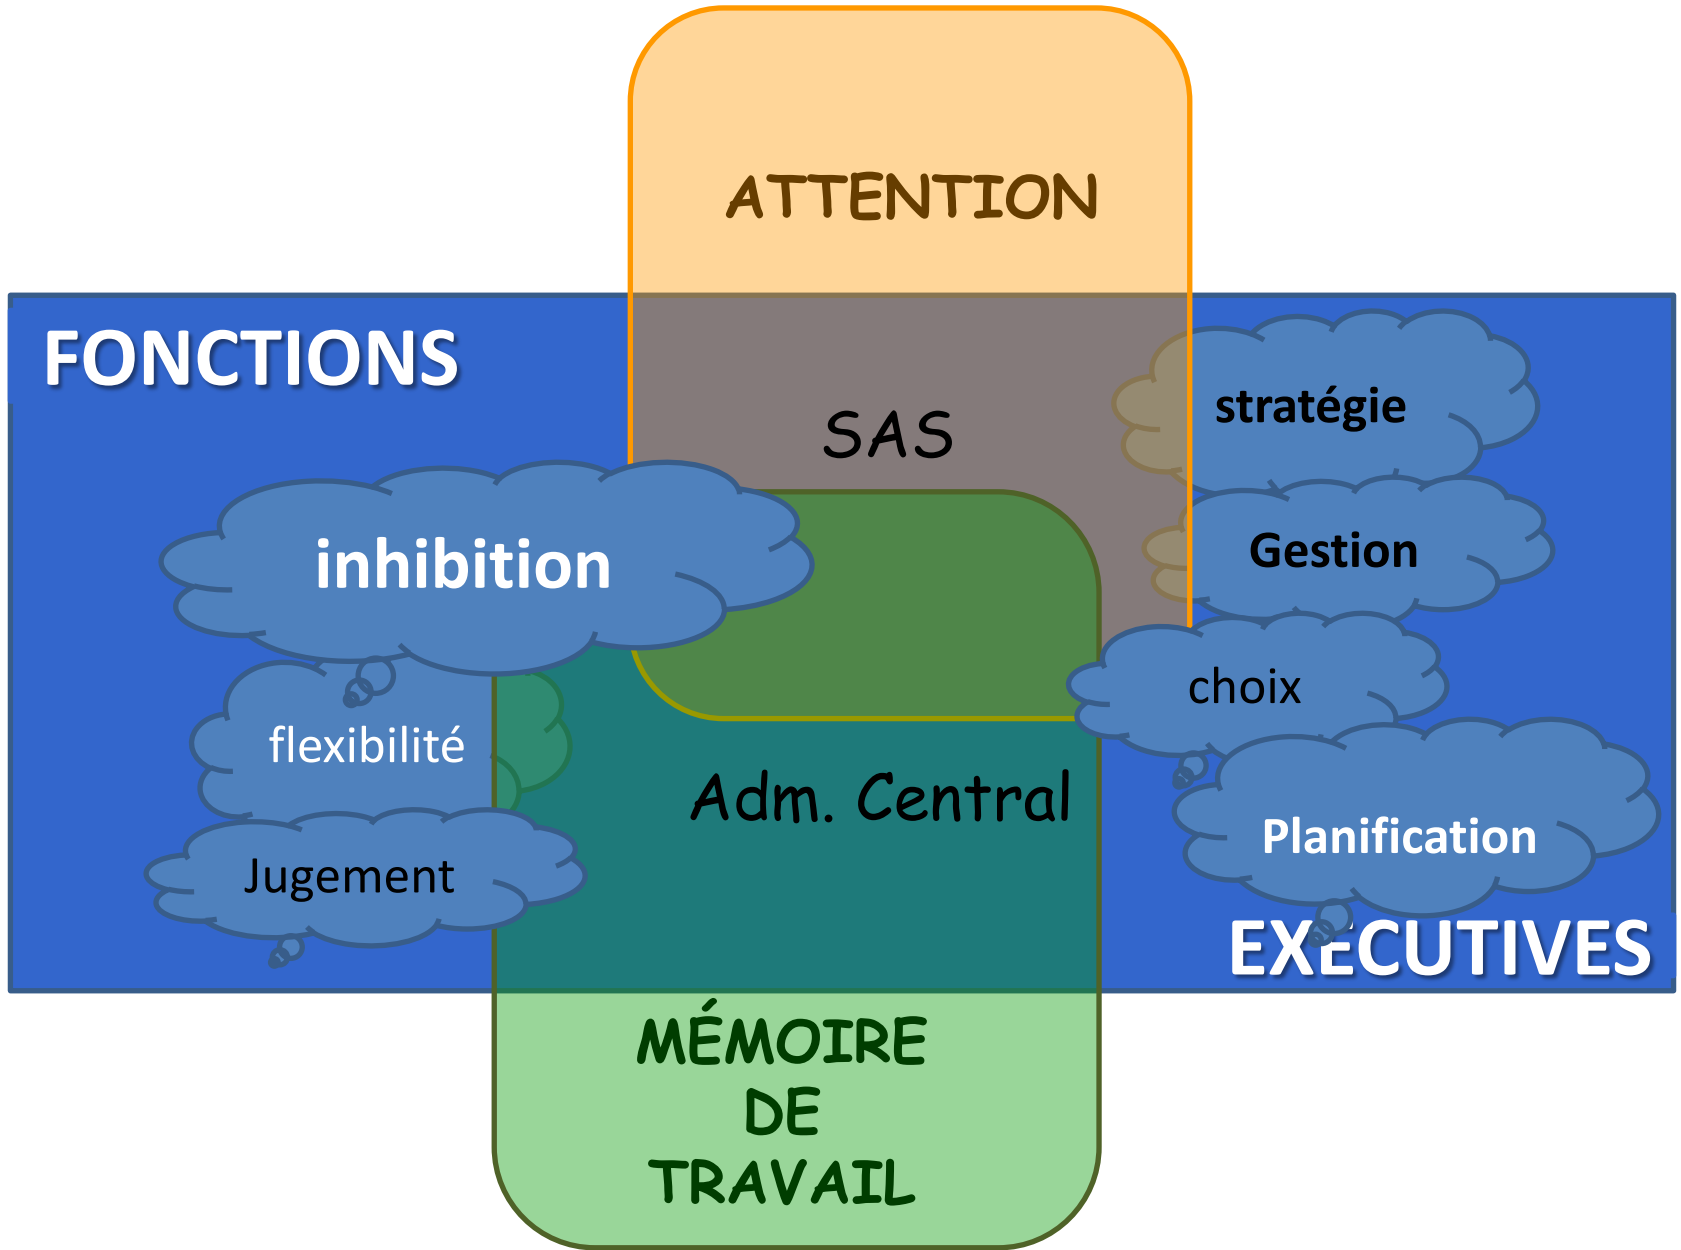 ATTENTION
FONCTIONS
stratégie
SAS
Gestion
inhibition
choix
flexibilité
Adm. Central
Planification
Jugement
EXECUTIVES
MÉMOIRE
DE
TRAVAIL